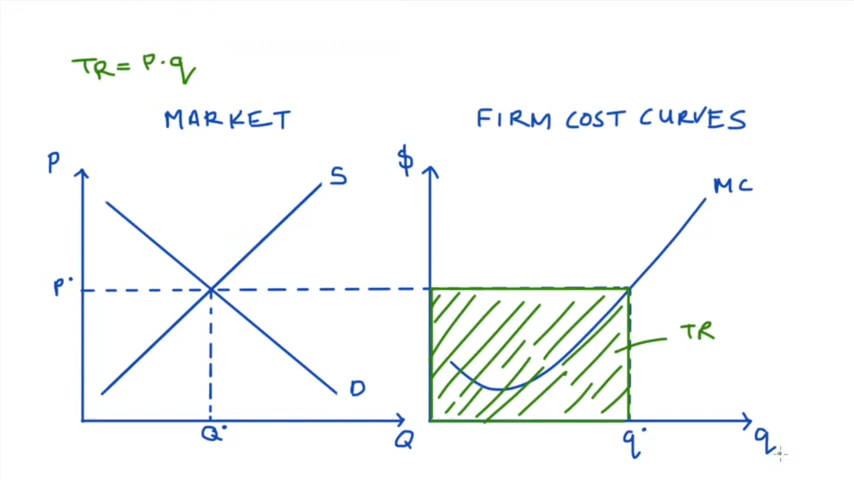 TR = P · q
MARKET
FIRM COST CURVES
P
S
$
MC
P*
TR
D
Q*
Q
q*
q